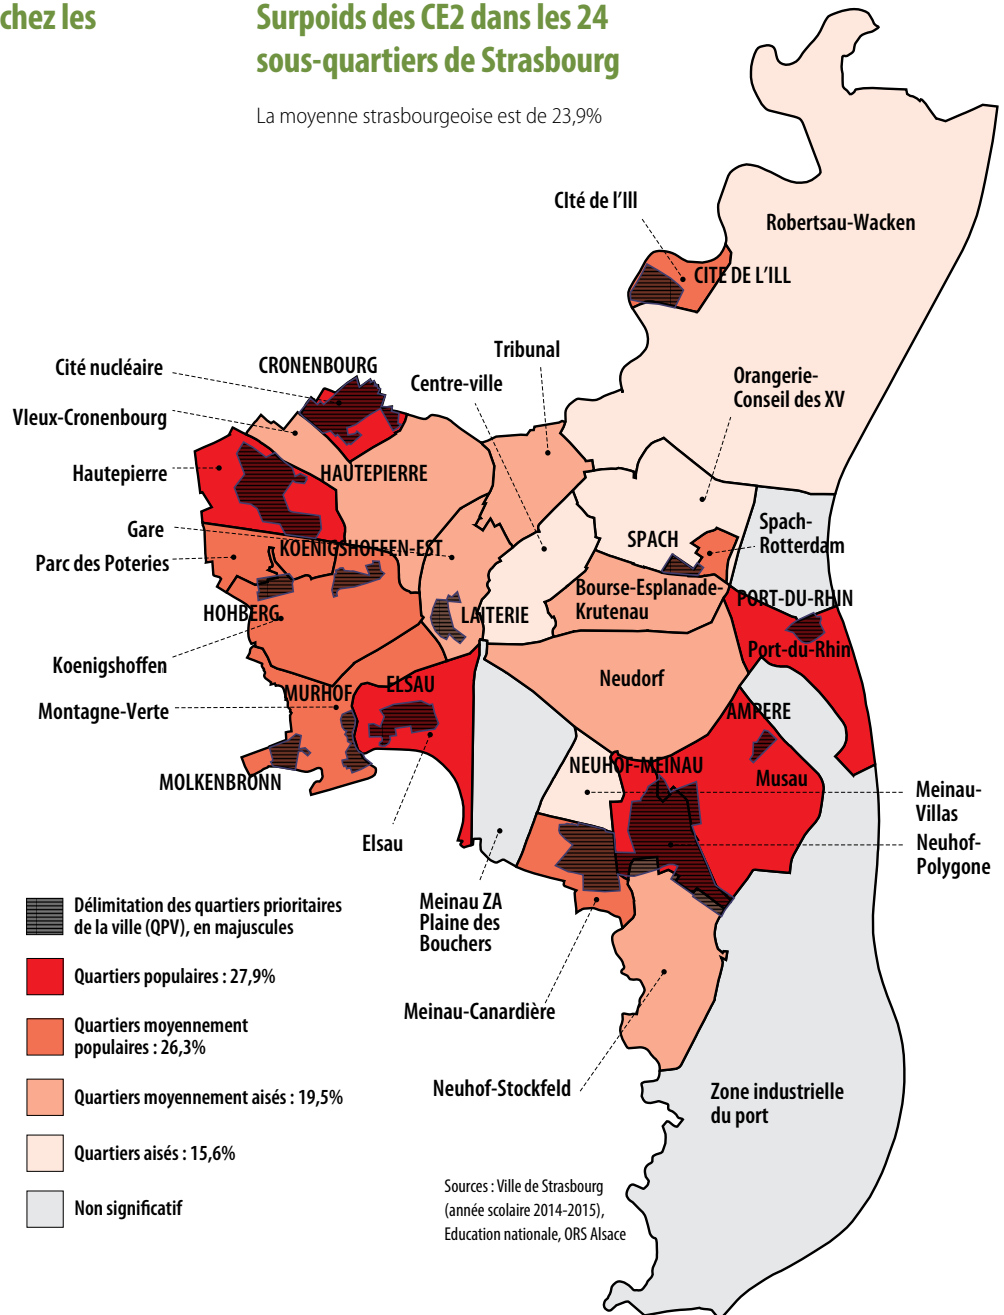 chez les
Surpoids des CE2 dans les 24
sous-quartiers de Strasbourg
La moyenne strasbourgeoise est de 23,9%
CIté de l'Ill
Robertsau-Wacken
CITE DE L'ILL
Tribunal
Cité nucléaire
CRONENBOURG
Centre-ville
Orangerie-
Conseil des XV
VIeux-Cronenbourg
Hautepierre
HAUTEPIERRE
Gare
Spach-
Rotterdam
SPACH
KOENIGSHOFFEN-EST
Parc des Poteries
Bourse-Esplanade-
Krutenau
PORT-DU-RHIN
HOHBERG
LAITERIE
Port-du-Rhin
Koenigshoffen
Neudorf
MURHOF
ELSAU
Montagne-Verte
AMPERE
NEUHOF-MEINAU
Musau
MOLKENBRONN
Meinau-
Villas
Elsau
Neuhof-
Polygone
Meinau ZA
Plaine des
Bouchers
Délimitation des quartiers prioritaires
de la ville (QPV), en majuscules
Quartiers populaires : 27,9%
Meinau-Canardière
Quartiers moyennement
populaires : 26,3%
Neuhof-Stockfeld
Quartiers moyennement aisés : 19,5%
Zone industrielle
du port
Quartiers aisés : 15,6%
Non significatif
Sources : Ville de Strasbourg
(année scolaire 2014-2015),
Education nationale, ORS Alsace